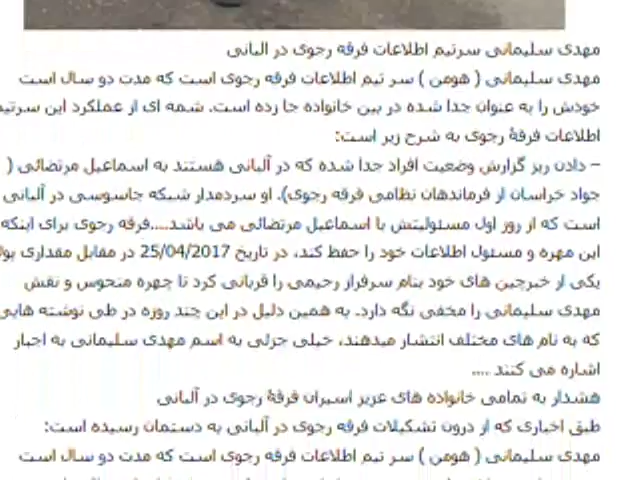 مهدی سلیمانی سرتیم اطلاعات فرقه رجوی در البانی
مهدی سلیمانی ( هومن ) سر تیم اطلاعات فرقه رجوی است که مدت دو سال است
خودش را به عنوان جدا شده در بین خانواده جا زده است. شمه ای از عملکرد این سرتیم
اطلاعات فرقهٔ رجوی به شرح زیر است:
– دادن ریز گزارش وضعیت افراد جدا شده که در آلبانی هستند به اسماعیل مرتضائی (
جواد خراسان از فرماندهان نظامی فرقه رجوی). او سردمدار شبکه جاسوسی در آلبانی
است که از روز اول مسئولیتش با اسماعیل مرتضائی می باشد....فرقه رجوی برای اینکه
این مهره و مسئول اطلاعات خود را حفظ کند، در تاریخ 25/04/2017 در مقابل مقداری پو
یکی از خبرچین های خود بنام سرفراز رحیمی را قربانی کرد تا چهره منحوس و نقش
مهدی سلیمانی را مخفی نگه دارد. به همین دلیل در این چند روزه در طی نوشته هایی
که به نام های مختلف انتشار میدهند، خیلی جزئی به اسم مهدی سلیمانی به اجبار
اشاره می کنند ....
هشدار به تمامی خانواده های عزیز اسیران فرقهٔ رجوی در آلبانی
طبق اخباری که از درون تشکیلات فرقه رجوی در آلبانی به دستمان رسیده است:
مهدی سلیمانی ( هومن ) سر تیم اطلاعات فرقه رجوی است که مدت دو سال است